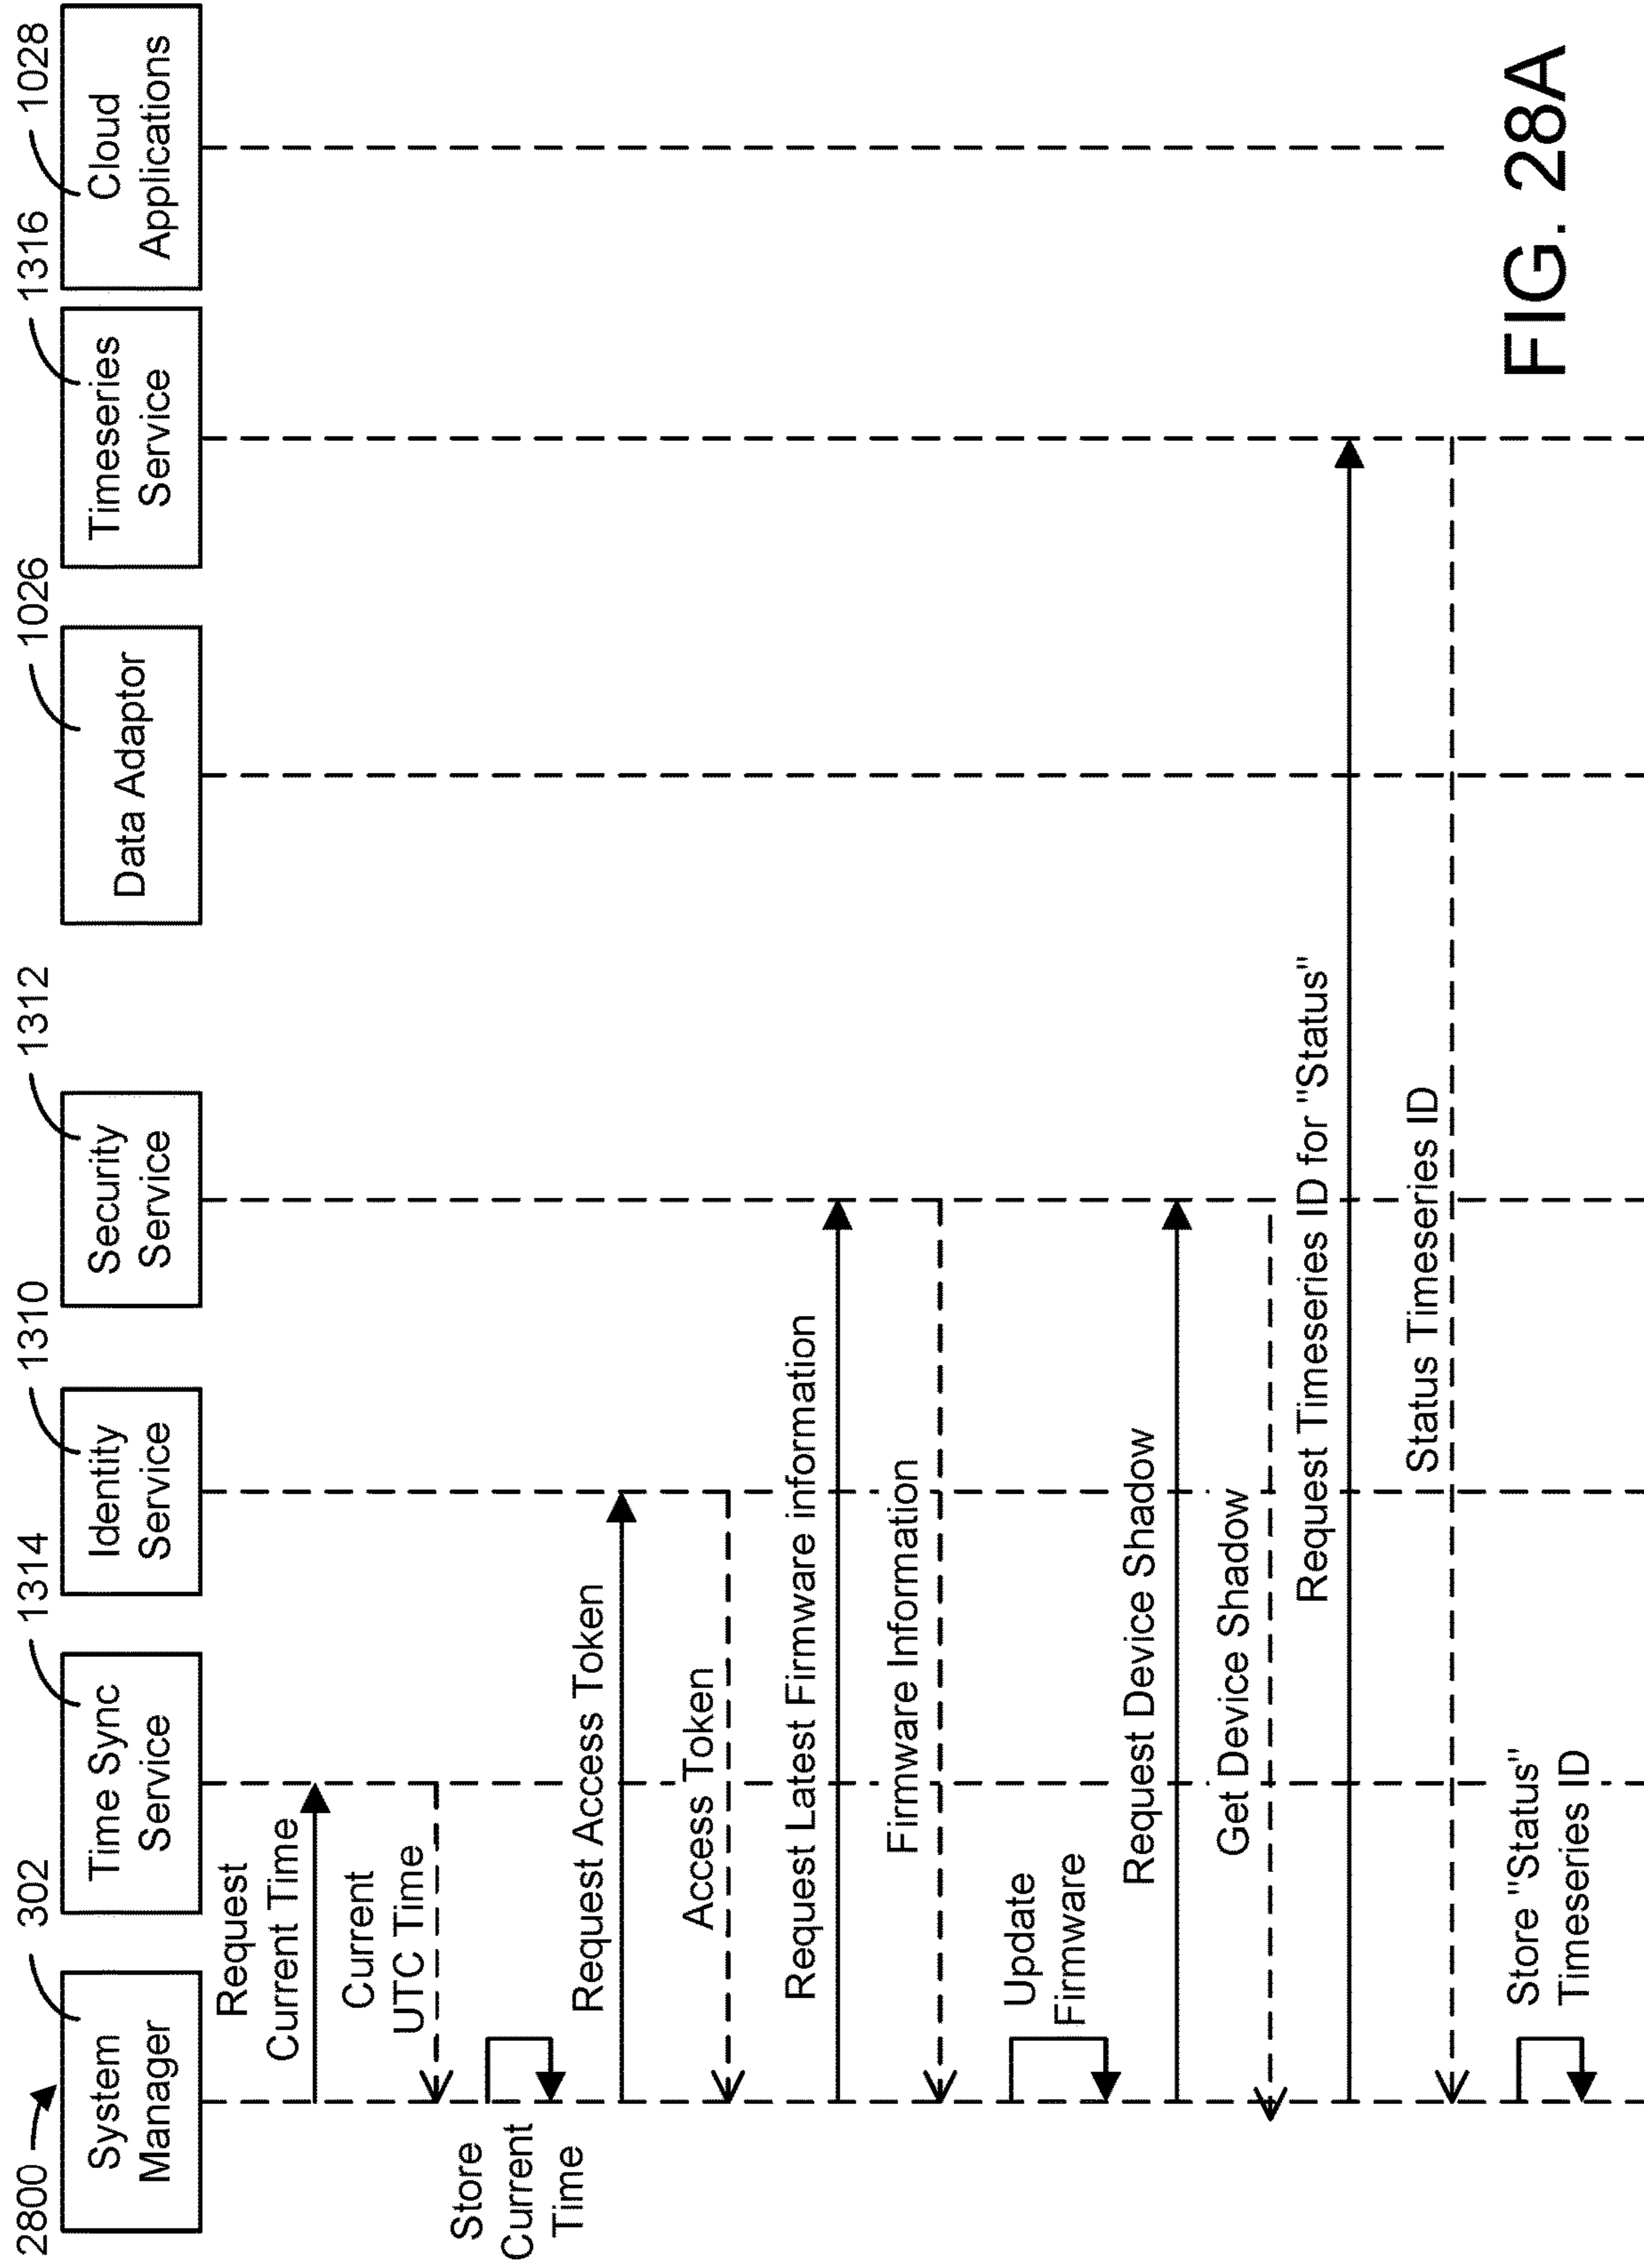 2800
302
1314
1310
1312
1026
1316
1028
System
Manager
Time Sync
Service
Identity
Service
Security
Service
Data Adaptor
Timeseries
Service
Cloud
Applications
Request
Current Time
Current
UTC Time
Store
Current
Time
Request Access Token
Access Token
Request Latest Firmware information
Firmware Information
Update
Firmware
Request Device Shadow
Get Device Shadow
Request Timeseries ID for "Status"
Status Timeseries ID
Store "Status"
Timeseries ID
FIG. 28A